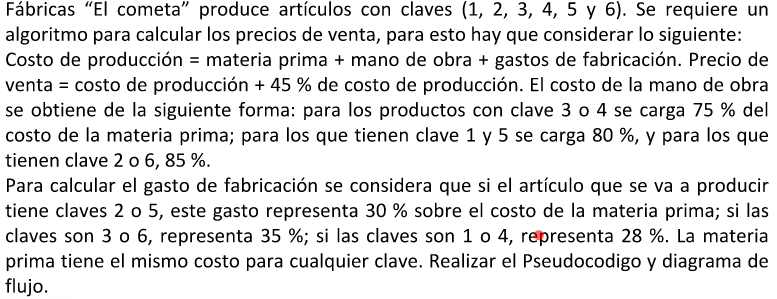 Fábricas “El cometa” produce artículos con claves (1, 2, 3, 4, 5 y 6). Se requiere un
algoritmo para calcular los precios de venta, para esto hay que considerar lo siguiente:
Costo de producción = materia prima + mano de obra + gastos de fabricación. Precio de
venta = costo de producción + 45 % de costo de producción. El costo de la mano de obra
se obtiene de la siguiente forma: para los productos con clave 3 o 4 se carga 75 % del
costo de la materia prima; para los que tienen clave 1 y 5 se carga 80 %, y para los que
tienen clave 2 o 6, 85 %.
Para calcular el gasto de fabricación se considera que si el artículo que se va a producir
tiene claves 2 o 5, este gasto representa 30 % sobre el costo de la materia prima; si las
claves son 3 o 6, representa 35 %; si las claves son 1 o 4, representa 28 %. La materia
prima tiene el mismo costo para cualquier clave. Realizar el Pseudocodigo y diagrama de
flujo.